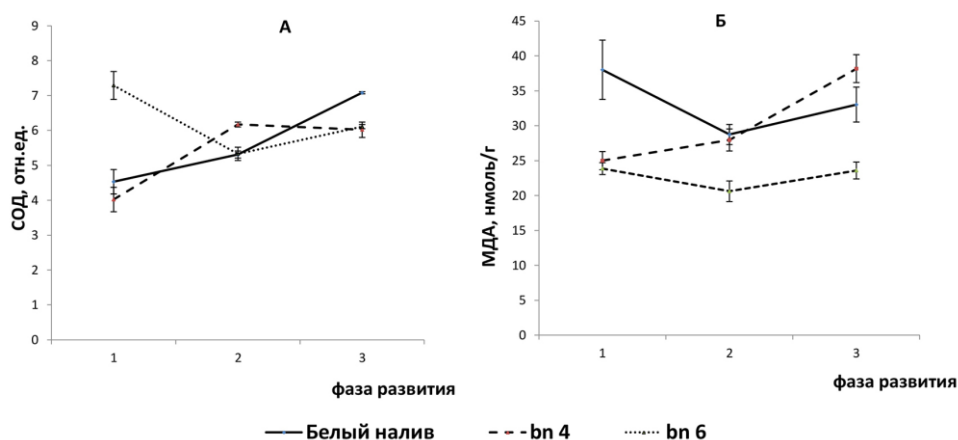 А
СОД, отн.ед.
9
8
7
6
5
4
3
2
1
0
1 2 3
фаза развития
Б
МДА, нмоль/г
45
40
35
30
25
20
15
10
5
0
1 2 3
фаза развития
Белый налив bn 4 bn 6